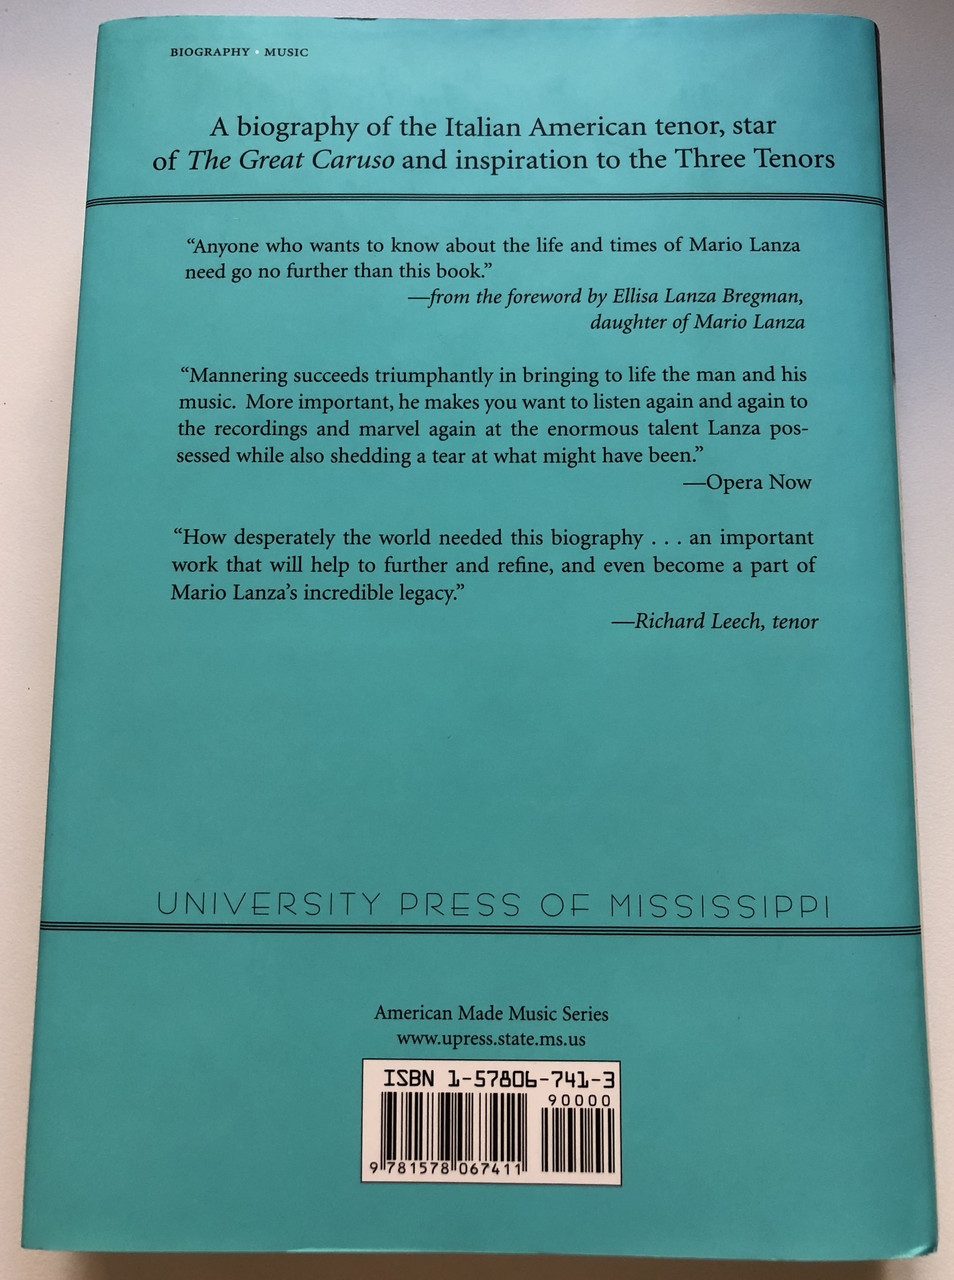 BIOGRAPHY • MUSIC
A biography of the Italian American tenor, star
of The Great Caruso and inspiration to the Three Tenors
“Anyone who wants to know about the life and times of Mario Lanza
need go no further than this book.”
—from the foreword by Ellisa Lanza Bregman,
daughter of Mario Lanza
“Mannering succeeds triumphantly in bringing to life the man and his
music. More important, he makes you want to listen again and again to
the recordings and marvel again at the enormous talent Lanza pos-
sessed while also shedding a tear at what might have been.”
—Opera Now
“How desperately the world needed this biography . . . an important
work that will help to further and refine, and even become a part of
Mario Lanza’s incredible legacy.”
—Richard Leech, tenor
UNIVERSITY PRESS OF MISSISSIPPI
American Made Music Series
www.upress.state.ms.us
ISBN 1-57806-741-3
90000
9 781578 067411